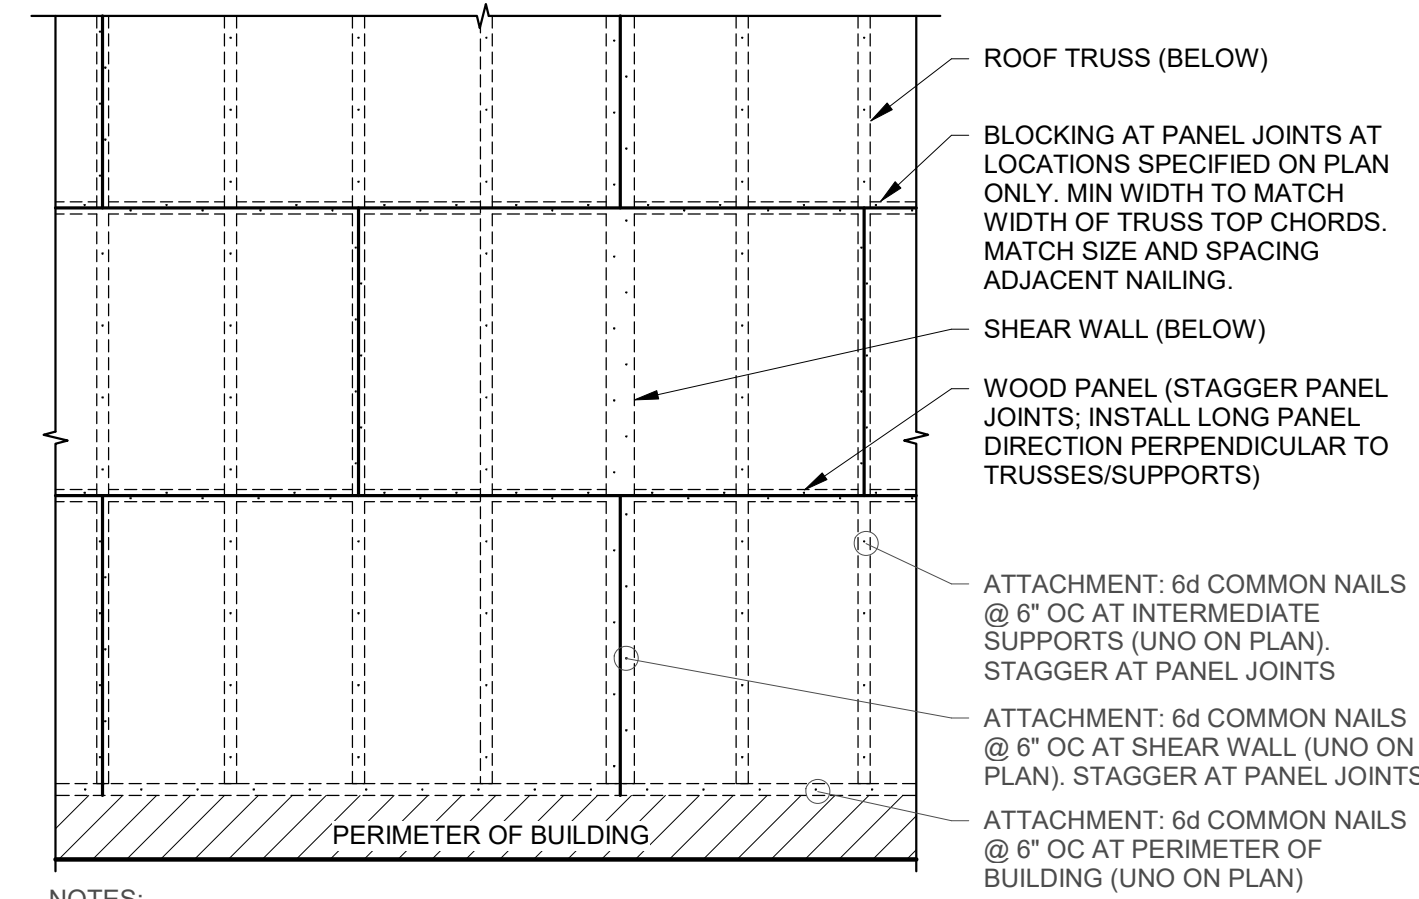 ROOF TRUSS (BELOW)
BLOCKING AT PANEL JOINTS AT
LOCATIONS SPECIFIED ON PLAN
ONLY. MIN WIDTH TO MATCH
WIDTH OF TRUSS TOP CHORDS.
MATCH SIZE AND SPACING
ADJACENT NAILING.
SHEAR WALL (BELOW)
WOOD PANEL (STAGGER PANEL
JOINTS; INSTALL LONG PANEL
DIRECTION PERPENDICULAR TO
TRUSSES/SUPPORTS)
ATTACHMENT: 6d COMMON NAILS
@ 6" OC AT INTERMEDIATE
SUPPORTS (UNO ON PLAN).
STAGGER AT PANEL JOINTS
ATTACHMENT: 6d COMMON NAILS
@ 6" OC AT SHEAR WALL (UNO ON
PLAN). STAGGER AT PANEL JOINTS
ATTACHMENT: 6d COMMON NAILS
@ 6" OC AT PERIMETER OF
BUILDING (UNO ON PLAN)
PERIMETER OF BUILDING
NOTES: